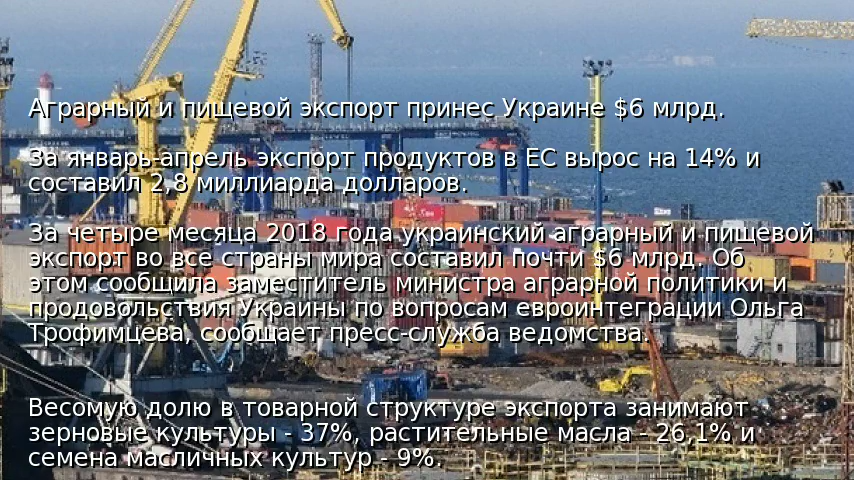 Аграрный и пищевой экспорт принес Украине $6 млрд.
За январь-апрель экспорт продуктов в ЕС вырос на 14% и
составил 2,8 миллиарда долларов.
За четыре месяца 2018 года украинский аграрный и пищевой
экспорт во все страны мира составил почти $6 млрд. Об
этом сообщила заместитель министра аграрной политики и
продовольствия Украины по вопросам евроинтеграции Ольга
Трофимцева, сообщает пресс-служба ведомства.
Весомую долю в товарной структуре экспорта занимают
зерновые культуры - 37%, растительные масла - 26,1% и
семена масличных культур - 9%.